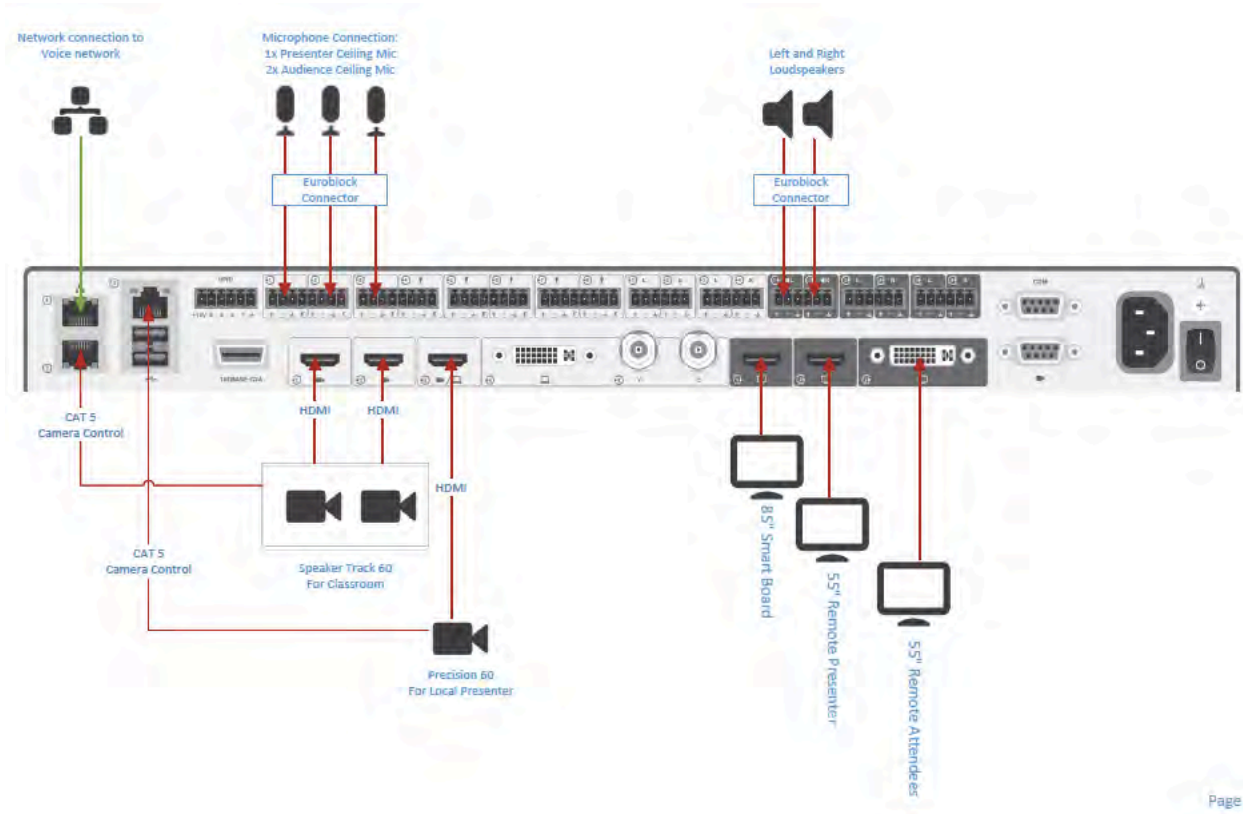 Network connection to
Voice network
Microphone Connection:
1x Presenter Ceiling Mic
2x Audience Ceiling Mic
Left and Right
Loudspeakers
Euroblock
Connector
Euroblock
Connector
GPIO
COM
HDMI
HDMI
CAT 5
Camera Control
HDMI
CAT 5
Camera Control
Speaker Track 60
For Classroom
Precision 60
For Local Presenter
85" Smart Board
55" Remote Presenter
55" Remote Attendees
Page